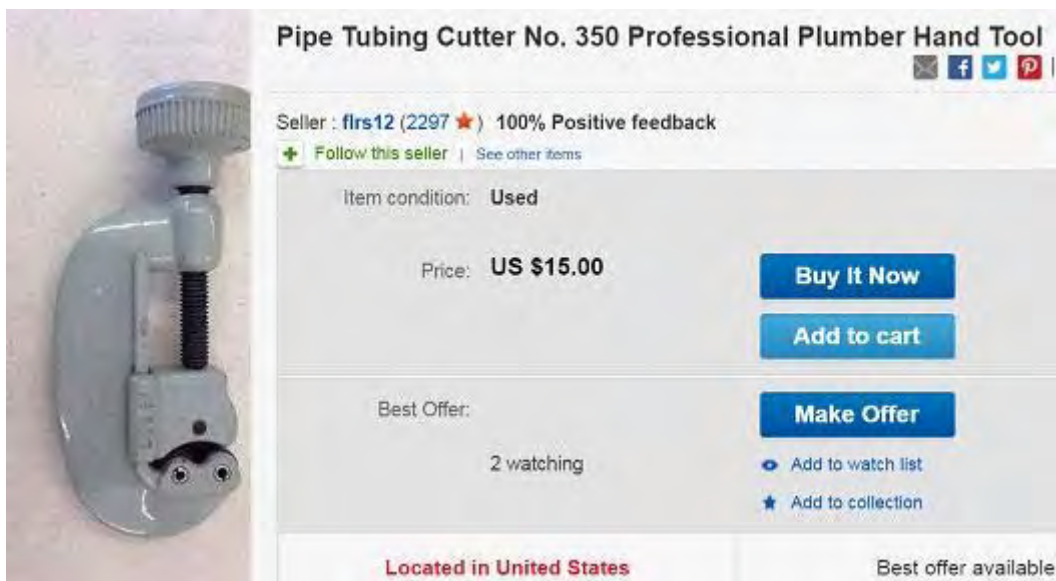 Pipe Tubing Cutter No. 350 Professional Plumber Hand Tool
Seller : flrs12 (2297 ) 100% Positive feedback
Follow this seller | See other items
Item condition: Used
Price: US $15.00
Buy It Now
Add to cart
Best Offer:
Make Offer
2 watching
Add to watch list
Add to collection
Located in United States
Best offer available